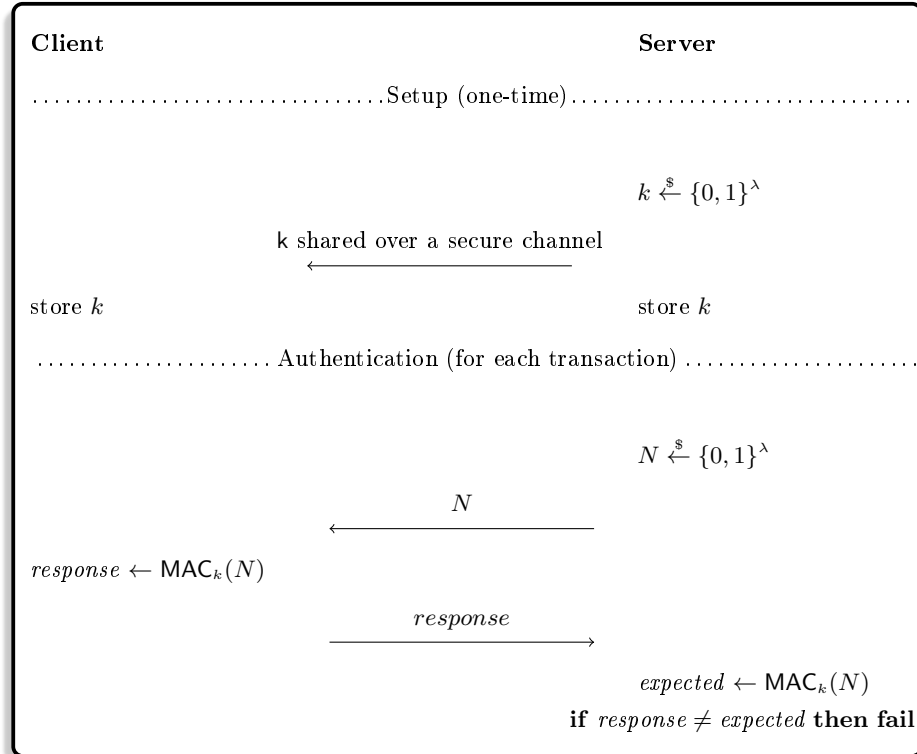 Client Server
................................Setup (one-time)................................
k $← {0, 1}^λ
k shared over a secure channel
store k store k
......................Authentication (for each transaction)......................
N $← {0, 1}^λ
N
response ← MAC_k(N)
response
expected ← MAC_k(N)
if response ≠ expected then fail